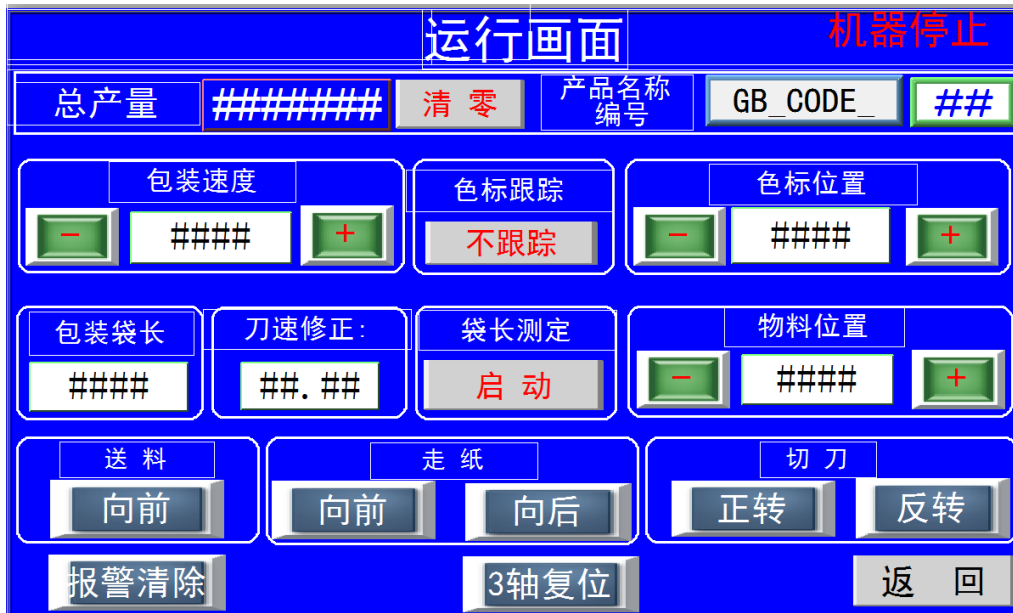 运行画面
机器停止
总产量 ####### 清 零 产品名称 GB_CODE_ ##
编号
包装速度 色标跟踪 色标位置
- #### + 不跟踪 - #### +
包装袋长 刀速修正: 袋长测定 物料位置
#### ##.## 启 动 - #### +
送 料 走 纸 切 刀
向前 向前 向后 正转 反转
报警清除 3轴复位 返 回